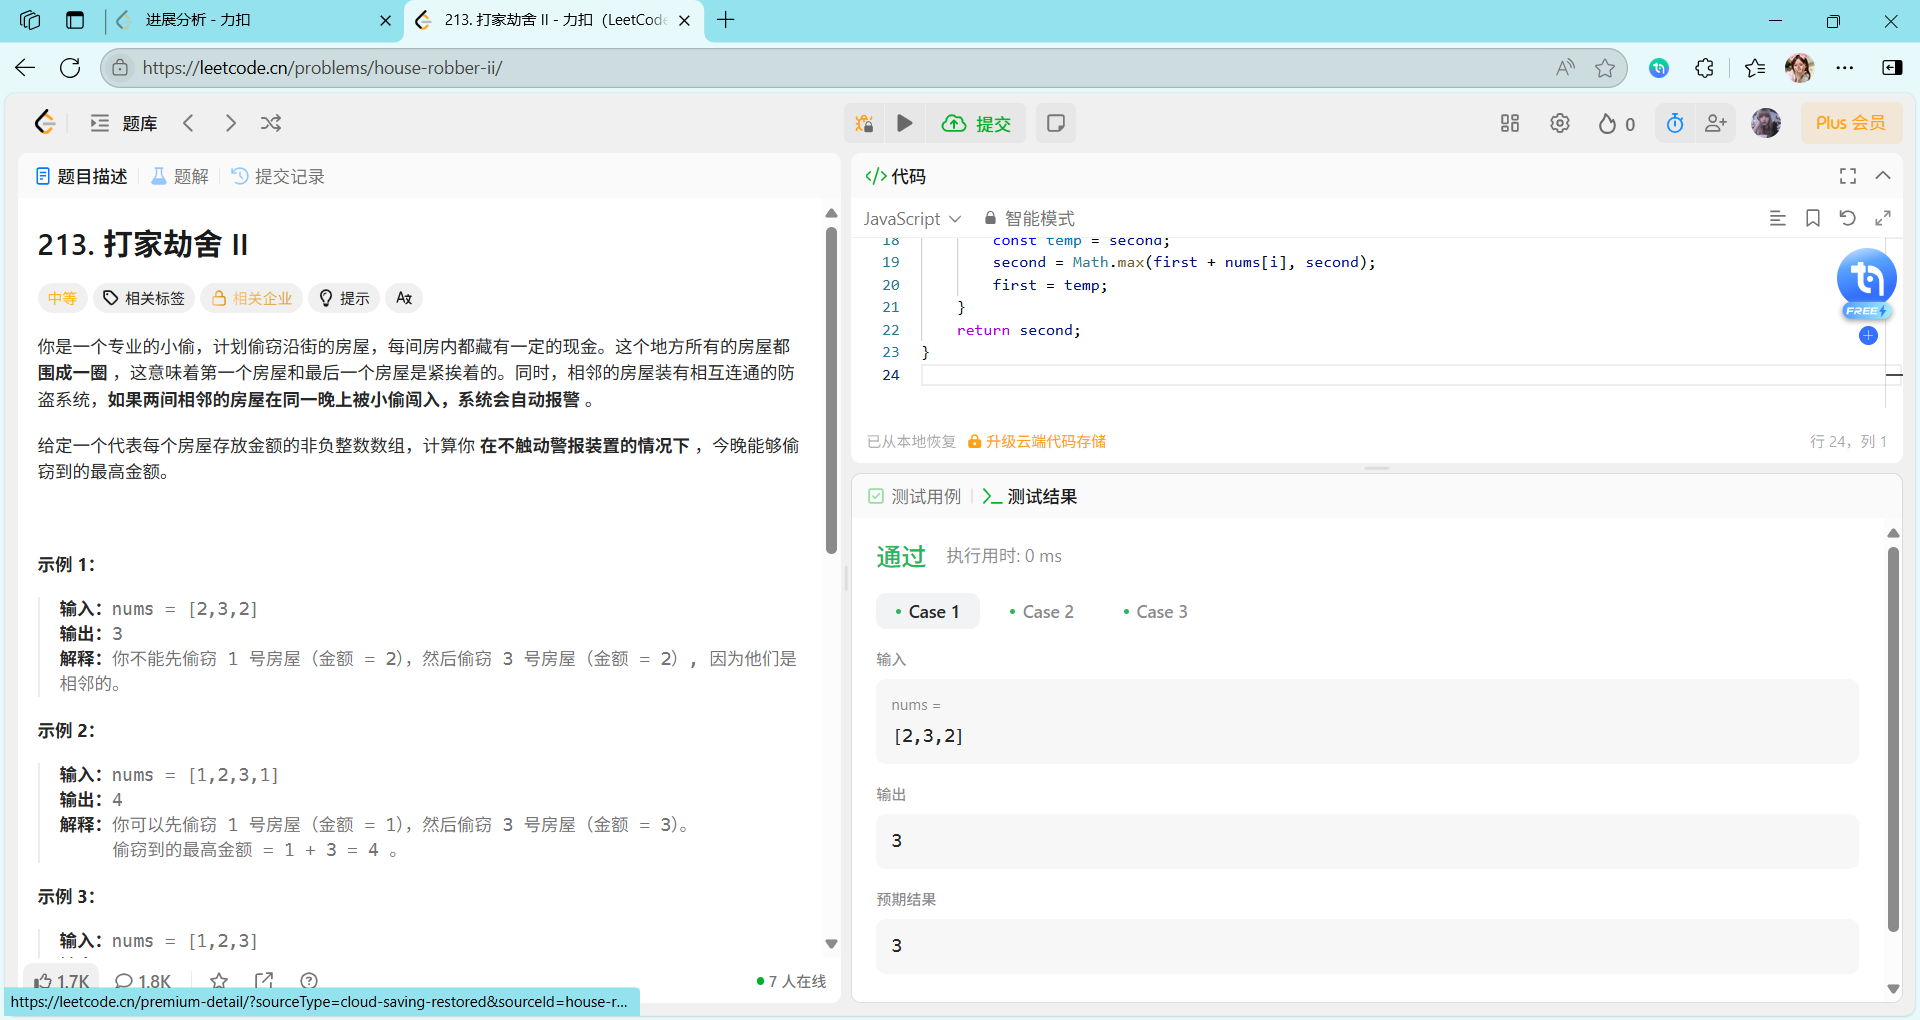 进展分析 - 力扣
213. 打家劫舍 II - 力扣（LeetCode
https://leetcode.cn/problems/house-robber-ii/
题库
提交
0
Plus 会员
题目描述
题解
提交记录
213. 打家劫舍 II
中等
相关标签
相关企业
提示
你是一个专业的小偷，计划偷窃沿街的房屋，每间房内都藏有一定的现金。这个地方所有的房屋都
围成一圈 ，这意味着第一个房屋和最后一个房屋是紧挨着的。同时，相邻的房屋装有相互连通的防
盗系统，如果两间相邻的房屋在同一晚上被小偷闯入，系统会自动报警 。
给定一个代表每个房屋存放金额的非负整数数组，计算你 在不触动警报装置的情况下 ，今晚能够偷
窃到的最高金额。
示例 1：
输入：nums = [2,3,2]
输出：3
解释：你不能先偷窃 1 号房屋（金额 = 2），然后偷窃 3 号房屋（金额 = 2）, 因为他们是
相邻的。
示例 2：
输入：nums = [1,2,3,1]
输出：4
解释：你可以先偷窃 1 号房屋（金额 = 1），然后偷窃 3 号房屋（金额 = 3）。
偷窃到的最高金额 = 1 + 3 = 4 。
示例 3：
输入：nums = [1,2,3]
1.7K
1.8K
7 人在线
https://leetcode.cn/premium-detail/?sourceType=cloud-saving-restored&sourceId=house-r...
代码
JavaScript
智能模式
18 const temp = second;
19 second = Math.max(first + nums[i], second);
20 first = temp;
21 }
22 return second;
23 }
24
FREE
已从本地恢复
升级云端代码存储
行 24，列 1
测试用例
测试结果
通过
执行用时: 0 ms
Case 1
Case 2
Case 3
输入
nums =
[2,3,2]
输出
3
预期结果
3